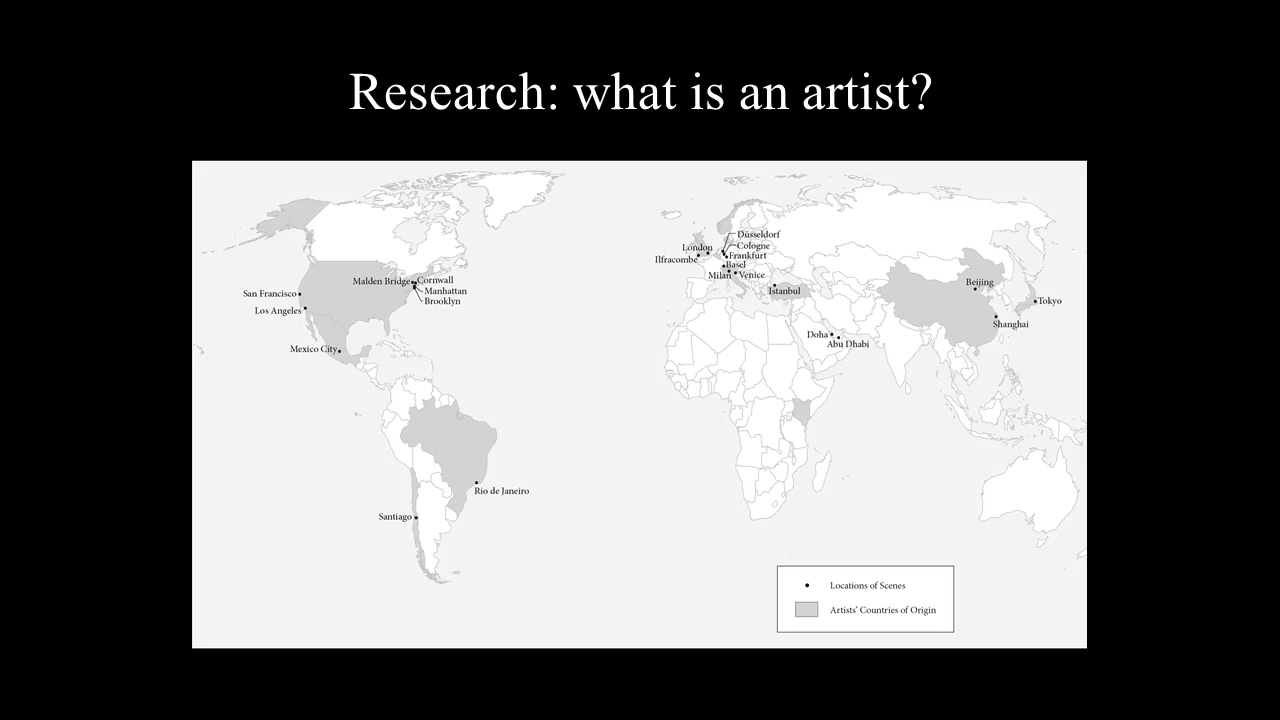 Research: what is an artist?
Düsseldorf
London
Cologne
Ilfracombe
Frankfurt
Basel
Milan
Venice
Istanbul
Malden Bridge
Cornwall
Manhattan
Brooklyn
San Francisco
Los Angeles
Mexico City
Beijing
Tokyo
Shanghai
Doha
Abu Dhabi
Rio de Janeiro
Santiago
Locations of Scenes
Artists' Countries of Origin